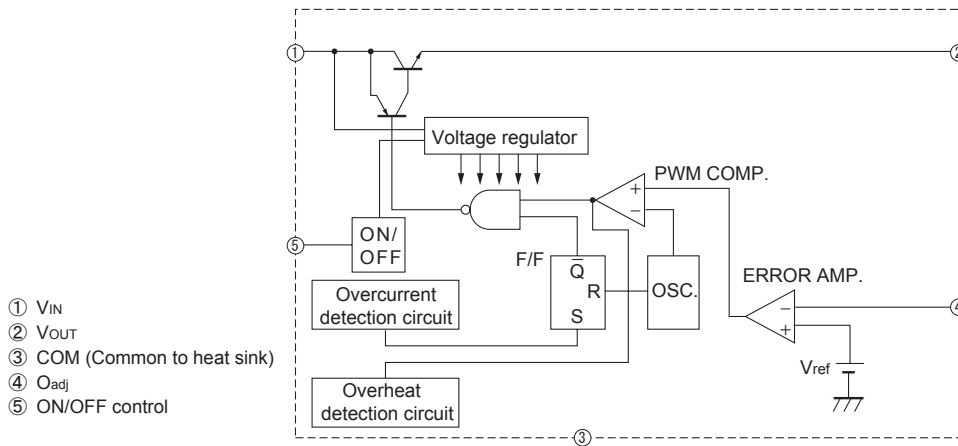 ①
②
Voltage regulator
PWM COMP.
+
−
⑤
ON/
OFF
F/F
Q̅
R
S
OSC.
ERROR AMP.
−
+
④
Overcurrent
detection circuit
Vref
Overheat
detection circuit
③
① VIN
② VOUT
③ COM (Common to heat sink)
④ Oadj
⑤ ON/OFF control